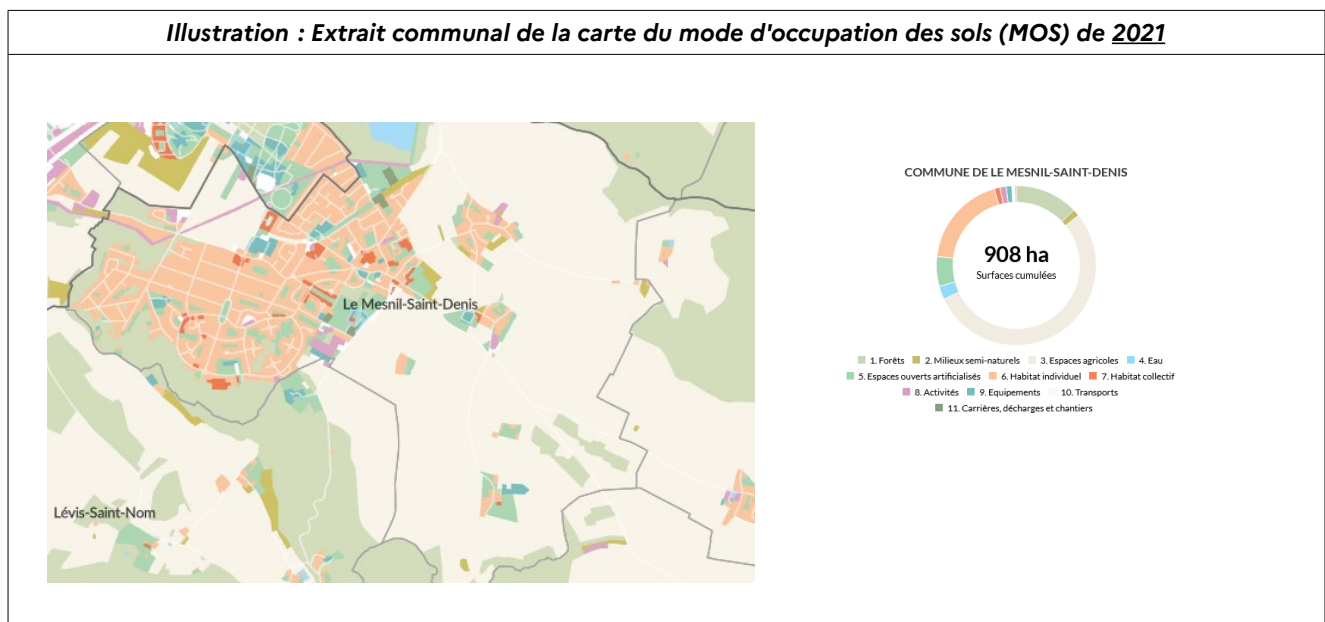 Illustration : Extrait communal de la carte du mode d'occupation des sols (MOS) de 2021
Le Mesnil-Saint-Denis
Lévis-Saint-Nom
COMMUNE DE LE MESNIL-SAINT-DENIS
908 ha
Surfaces cumulées
1. Forêts 2. Milieux semi-naturels 3. Espaces agricoles 4. Eau
5. Espaces ouverts artificialisés 6. Habitat individuel 7. Habitat collectif
8. Activités 9. Equipements 10. Transports
11. Carrières, décharges et chantiers